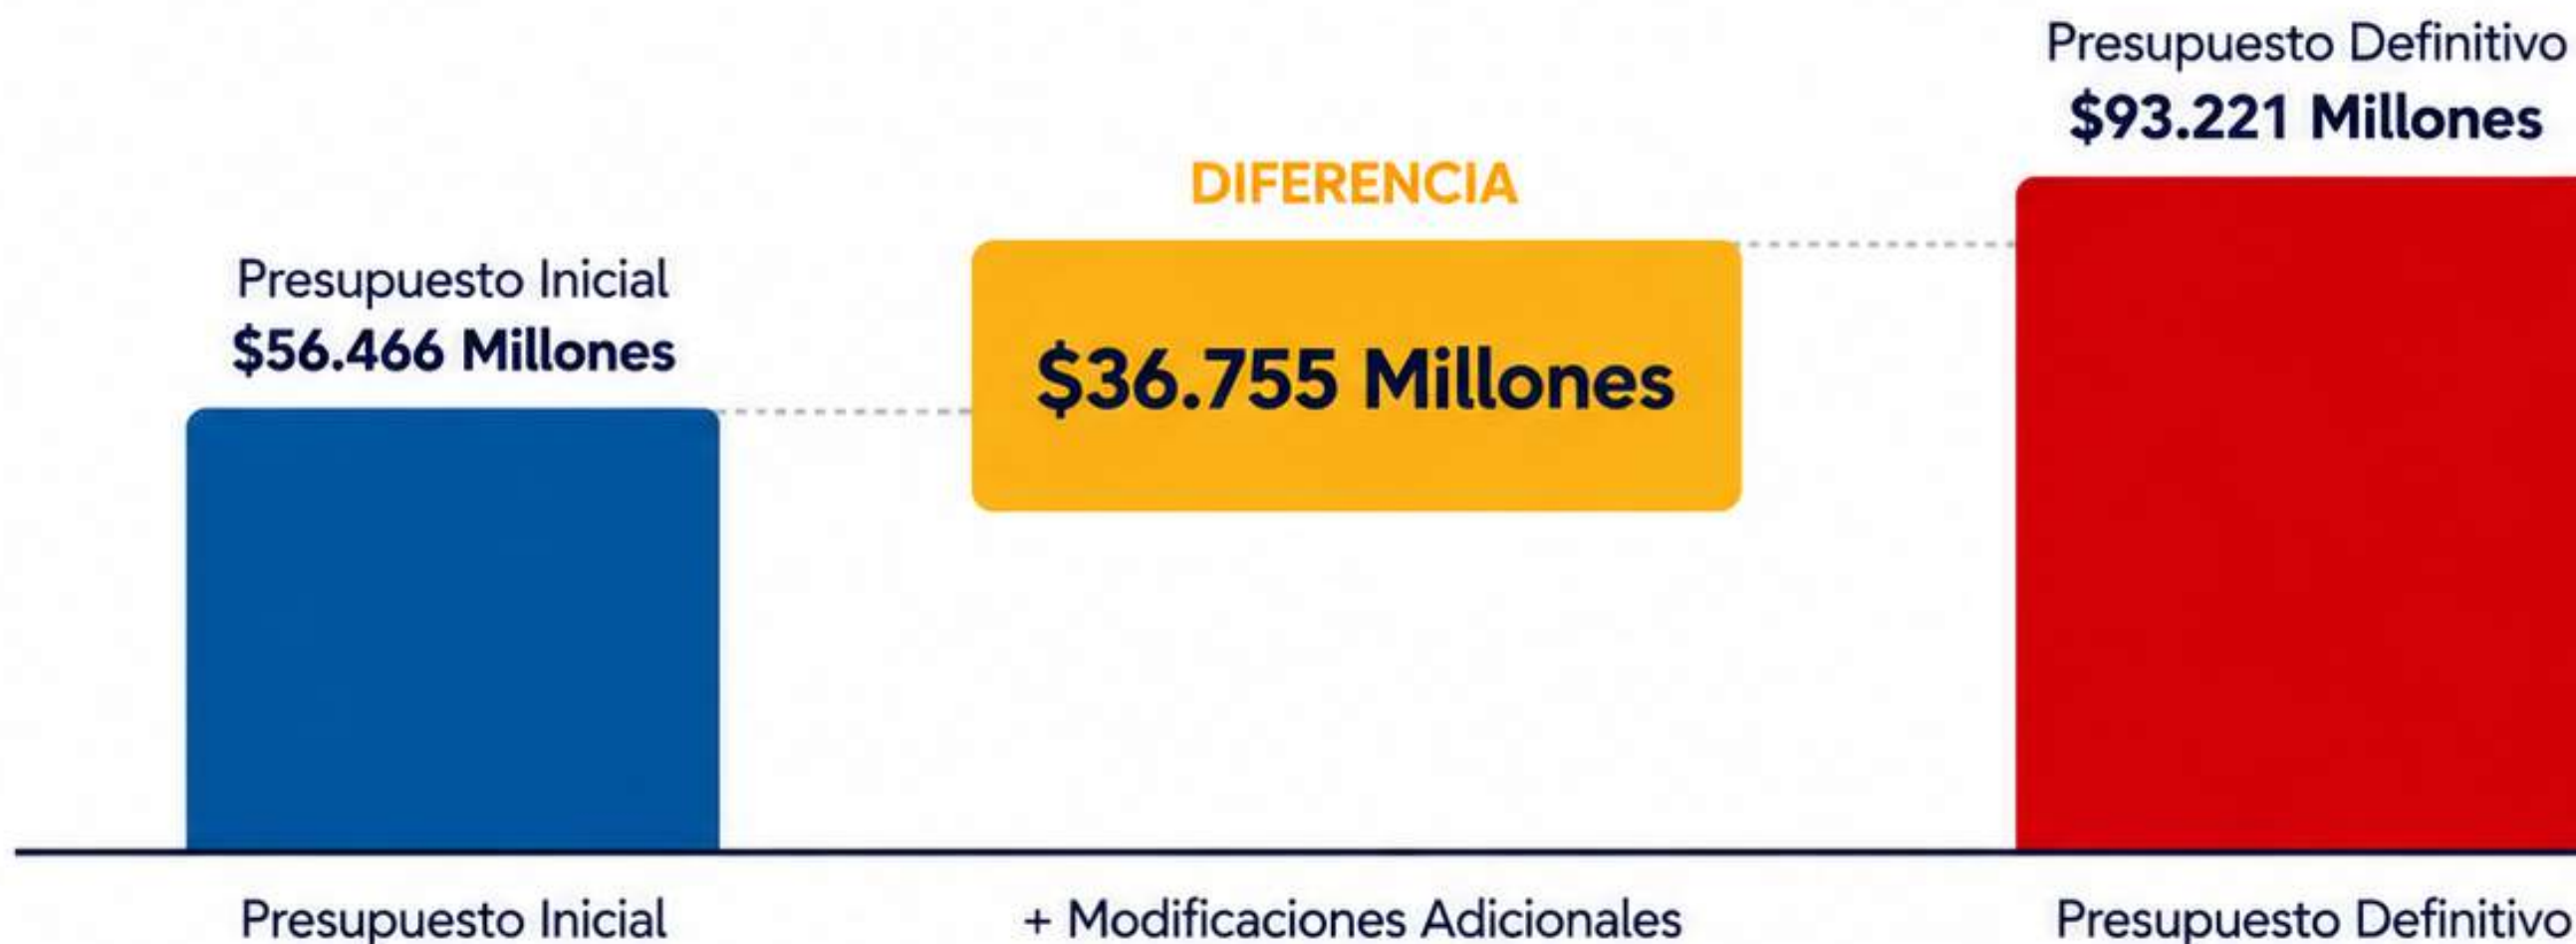 Presupuesto Inicial
$56.466 Millones
DIFERENCIA
$36.755 Millones
Presupuesto Definitivo
$93.221 Millones
Presupuesto Inicial
+ Modificaciones Adicionales
Presupuesto Definitivo